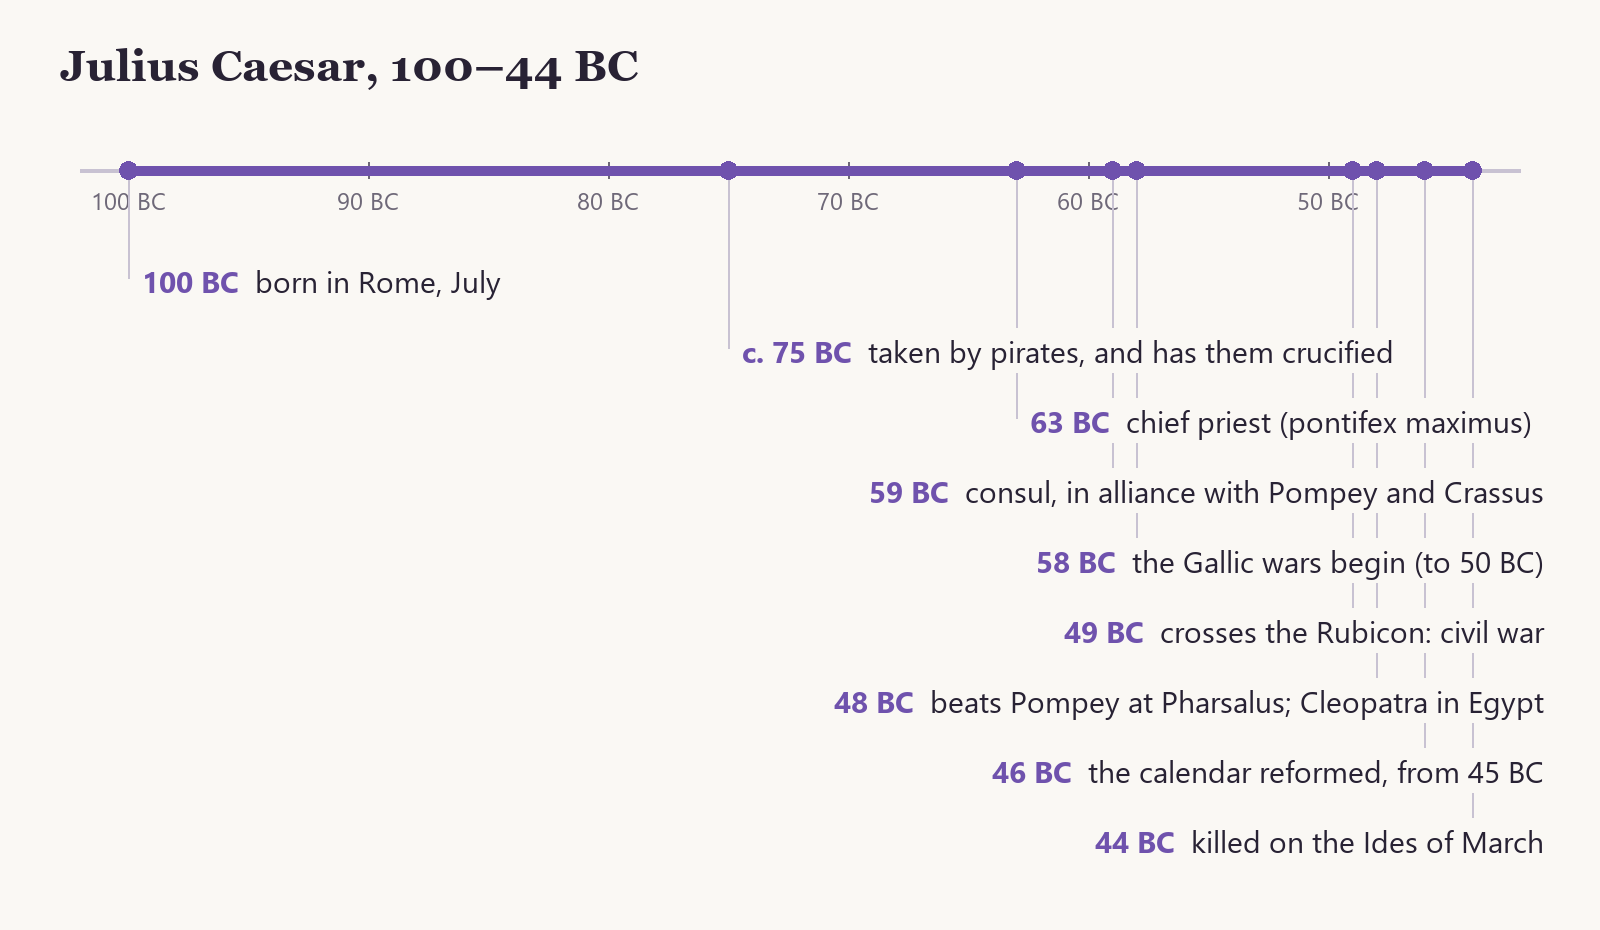 Julius Caesar, 100–44 BC
100 BC 90 BC 80 BC 70 BC 60 BC 50 BC
100 BC born in Rome, July
c. 75 BC taken by pirates, and has them crucified
63 BC chief priest (pontifex maximus)
59 BC consul, in alliance with Pompey and Crassus
58 BC the Gallic wars begin (to 50 BC)
49 BC crosses the Rubicon: civil war
48 BC beats Pompey at Pharsalus; Cleopatra in Egypt
46 BC the calendar reformed, from 45 BC
44 BC killed on the Ides of March